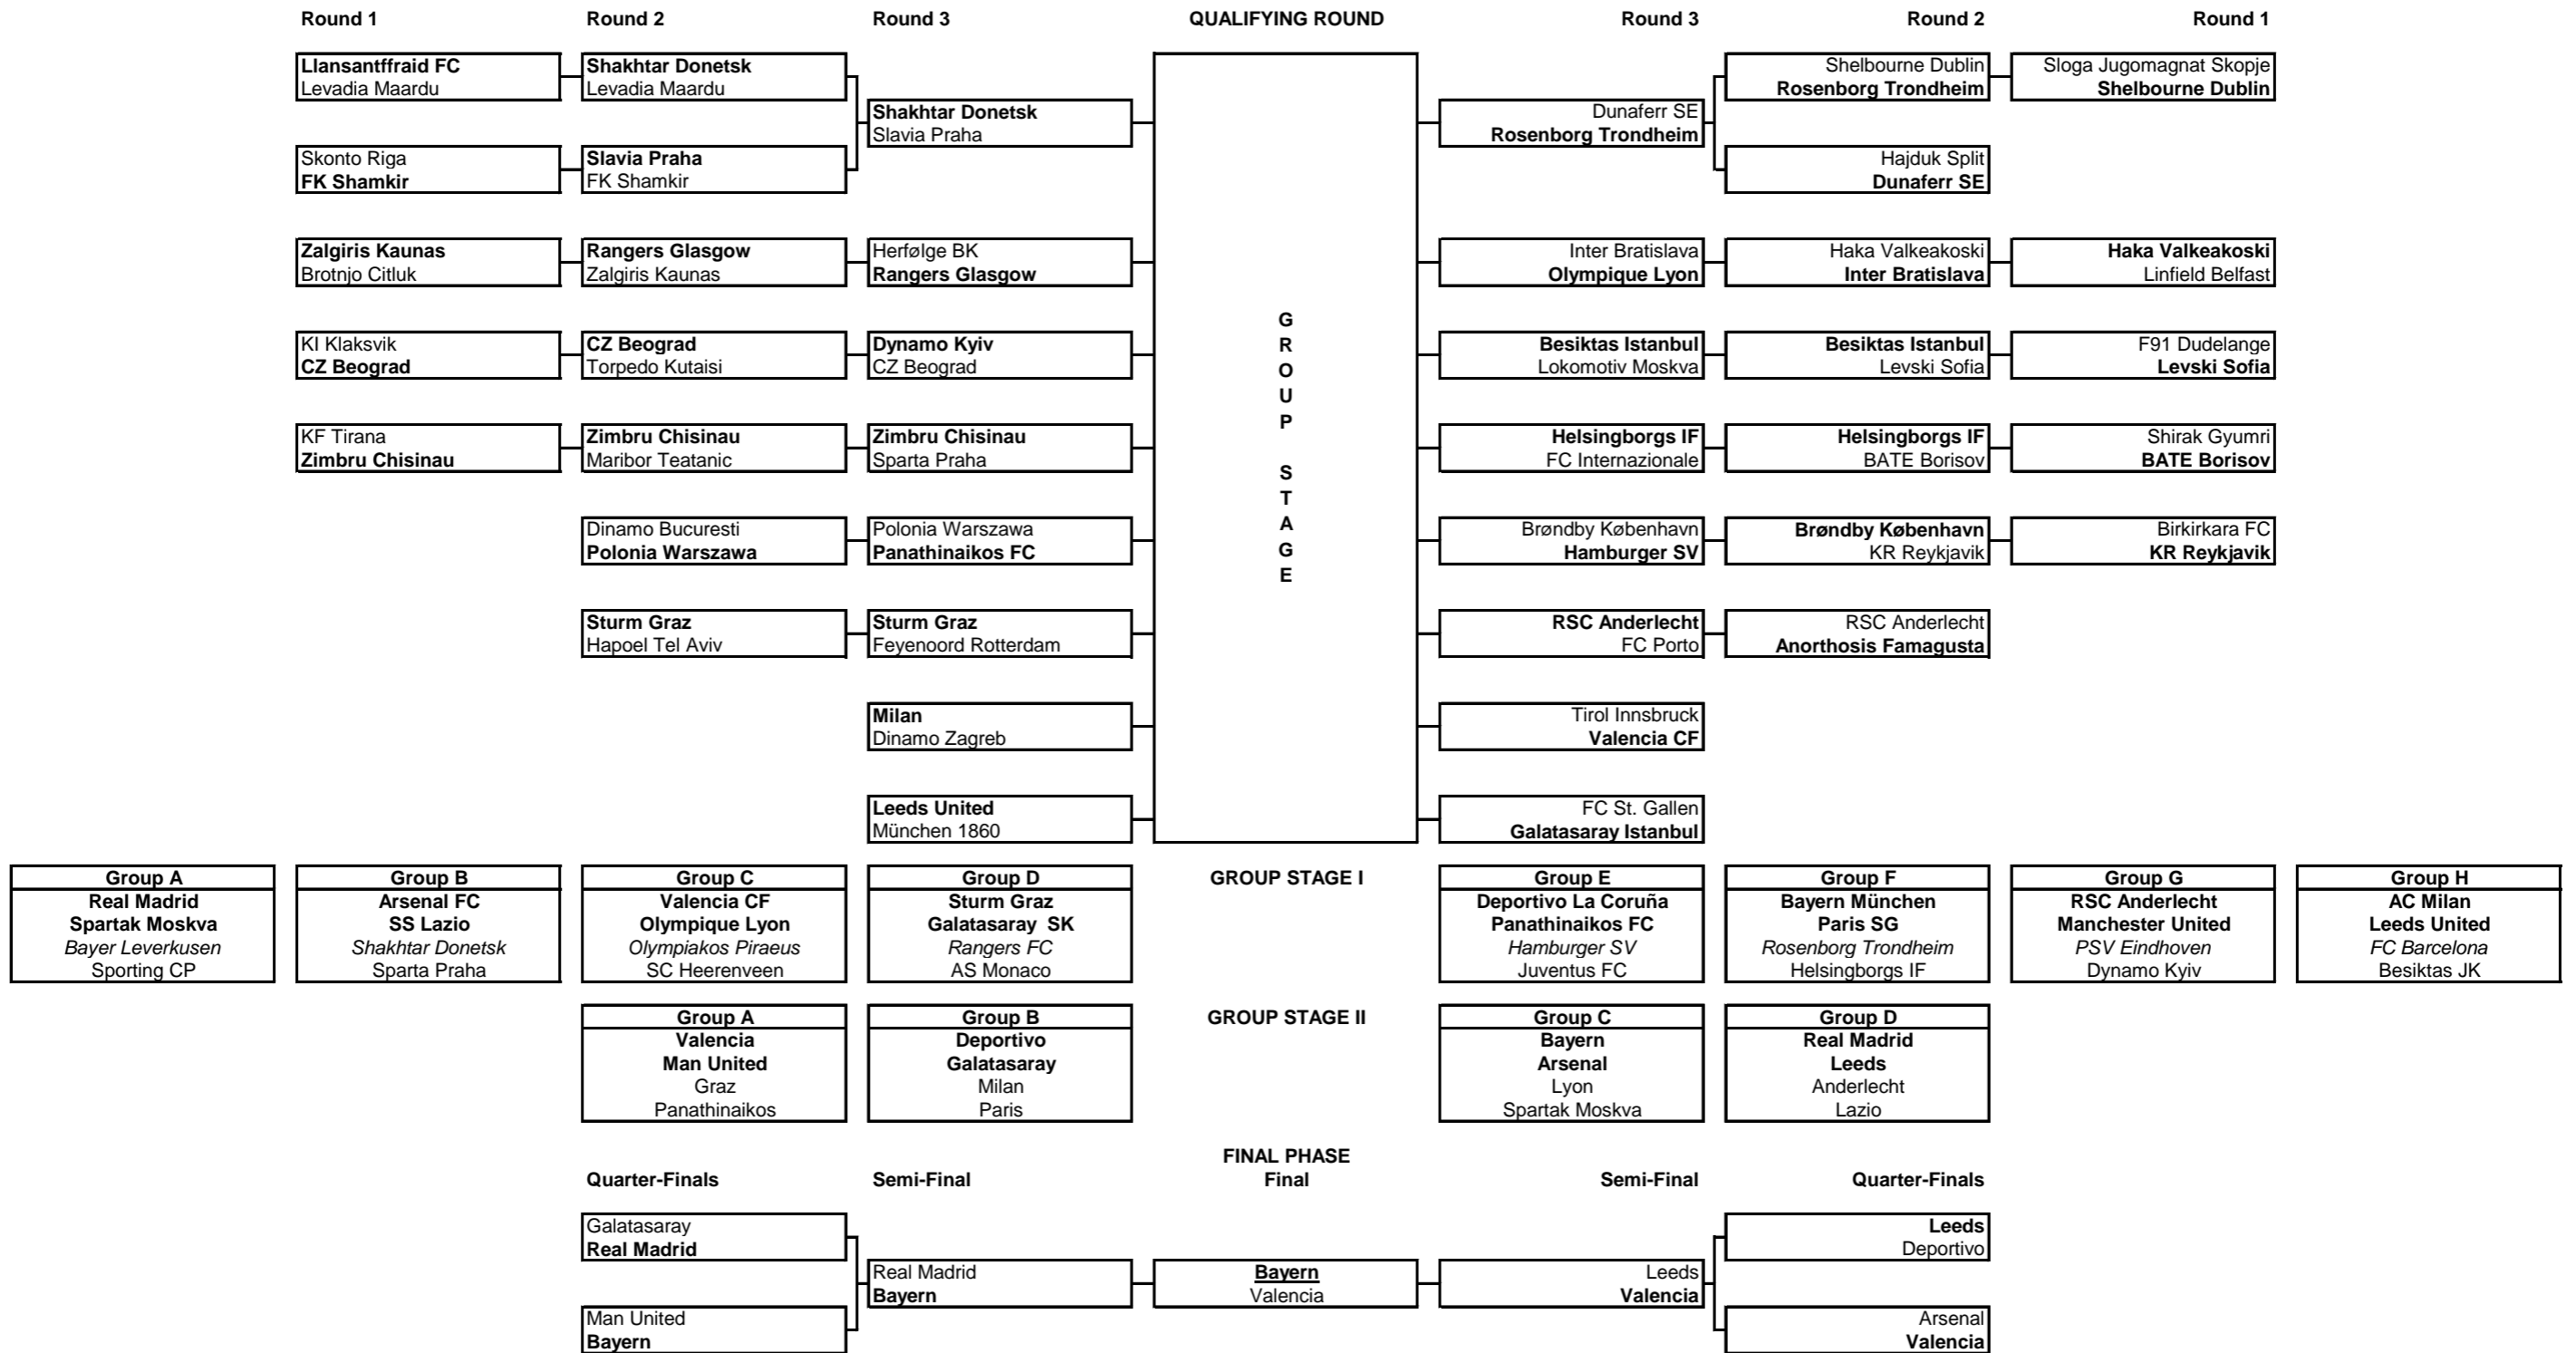 Round 1 Round 2 Round 3 QUALIFYING ROUND Round 3 Round 2 Round 1
Llansantffraid FC Shakhtar Donetsk Shelbourne Dublin Sloga Jugomagnat Skopje
Levadia Maardu Levadia Maardu Rosenborg Trondheim Shelbourne Dublin
Shakhtar Donetsk Dunaferr SE
Slavia Praha Rosenborg Trondheim
Skonto Riga Slavia Praha Hajduk Split
FK Shamkir FK Shamkir Dunaferr SE
Zalgiris Kaunas Rangers Glasgow Herfølge BK Inter Bratislava Haka Valkeakoski Haka Valkeakoski
Brotnjo Citluk Zalgiris Kaunas Rangers Glasgow Olympique Lyon Inter Bratislava Linfield Belfast
GROUP STAGE
KI Klaksvik CZ Beograd Dynamo Kyiv Besiktas Istanbul Besiktas Istanbul F91 Dudelange
CZ Beograd Torpedo Kutaisi CZ Beograd Lokomotiv Moskva Levski Sofia Levski Sofia
KF Tirana Zimbru Chisinau Zimbru Chisinau Helsingborgs IF Helsingborgs IF Shirak Gyumri
Zimbru Chisinau Maribor Teatanic Sparta Praha FC Internazionale BATE Borisov BATE Borisov
Dinamo Bucuresti Polonia Warszawa Brøndby København Brøndby København Birkirkara FC
Polonia Warszawa Panathinaikos FC Hamburger SV KR Reykjavik KR Reykjavik
Sturm Graz Sturm Graz RSC Anderlecht RSC Anderlecht
Hapoel Tel Aviv Feyenoord Rotterdam FC Porto Anorthosis Famagusta
Milan Tirol Innsbruck
Dinamo Zagreb Valencia CF
Leeds United FC St. Gallen
München 1860 Galatasaray Istanbul
Group A Group B Group C Group D GROUP STAGE I Group E Group F Group G Group H
Real Madrid Arsenal FC Valencia CF Sturm Graz Deportivo La Coruña Bayern München RSC Anderlecht AC Milan
Spartak Moskva SS Lazio Olympique Lyon Galatasaray SK Panathinaikos FC Paris SG Manchester United Leeds United
Bayer Leverkusen Shakhtar Donetsk Olympiakos Piraeus Rangers FC Hamburger SV Rosenborg Trondheim PSV Eindhoven FC Barcelona
Sporting CP Sparta Praha SC Heerenveen AS Monaco Juventus FC Helsingborgs IF Dynamo Kyiv Besiktas JK
Group A Group B GROUP STAGE II Group C Group D
Valencia Deportivo Bayern Real Madrid
Man United Galatasaray Arsenal Leeds
Graz Milan Lyon Anderlecht
Panathinaikos Paris Spartak Moskva Lazio
FINAL PHASE
Quarter-Finals Semi-Final Final Semi-Final Quarter-Finals
Galatasaray Leeds
Real Madrid Deportivo
Real Madrid Bayern Leeds
Bayern Valencia Valencia
Man United Arsenal
Bayern Valencia